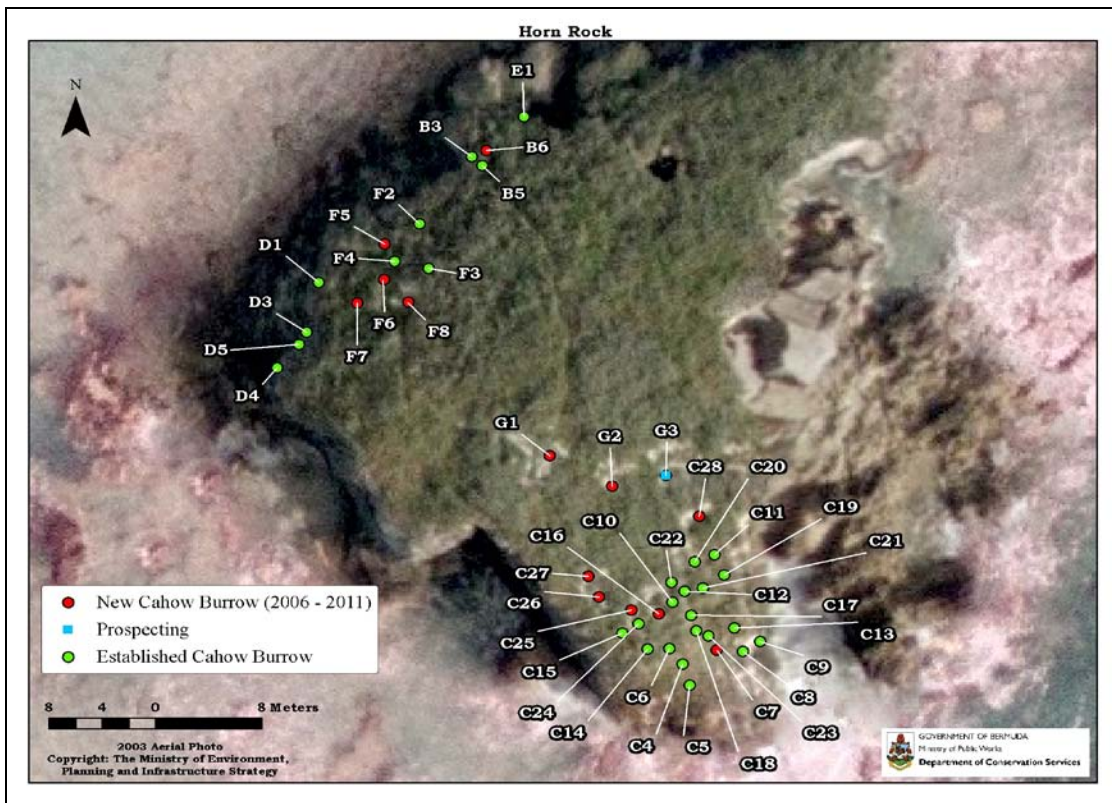 Horn Rock
N
E1
B3
B6
B5
F2
F5
F4
F3
D1
F6
F8
F7
D3
D5
D4
G1
G2
G3
C28
C20
C11
C19
C21
C10
C22
C16
C27
C26
C12
C17
C13
C25
C15
C9
C6
C8
C24
C14
C7
C4
C5
C23
C18
New Cahow Burrow (2006 - 2011)
Prospecting
Established Cahow Burrow
8 4 0 8 Meters
2003 Aerial Photo
Copyright: The Ministry of Environment,
Planning and Infrastructure Strategy
GOVERNMENT OF BERMUDA
Ministry of Public Works
Department of Conservation Services